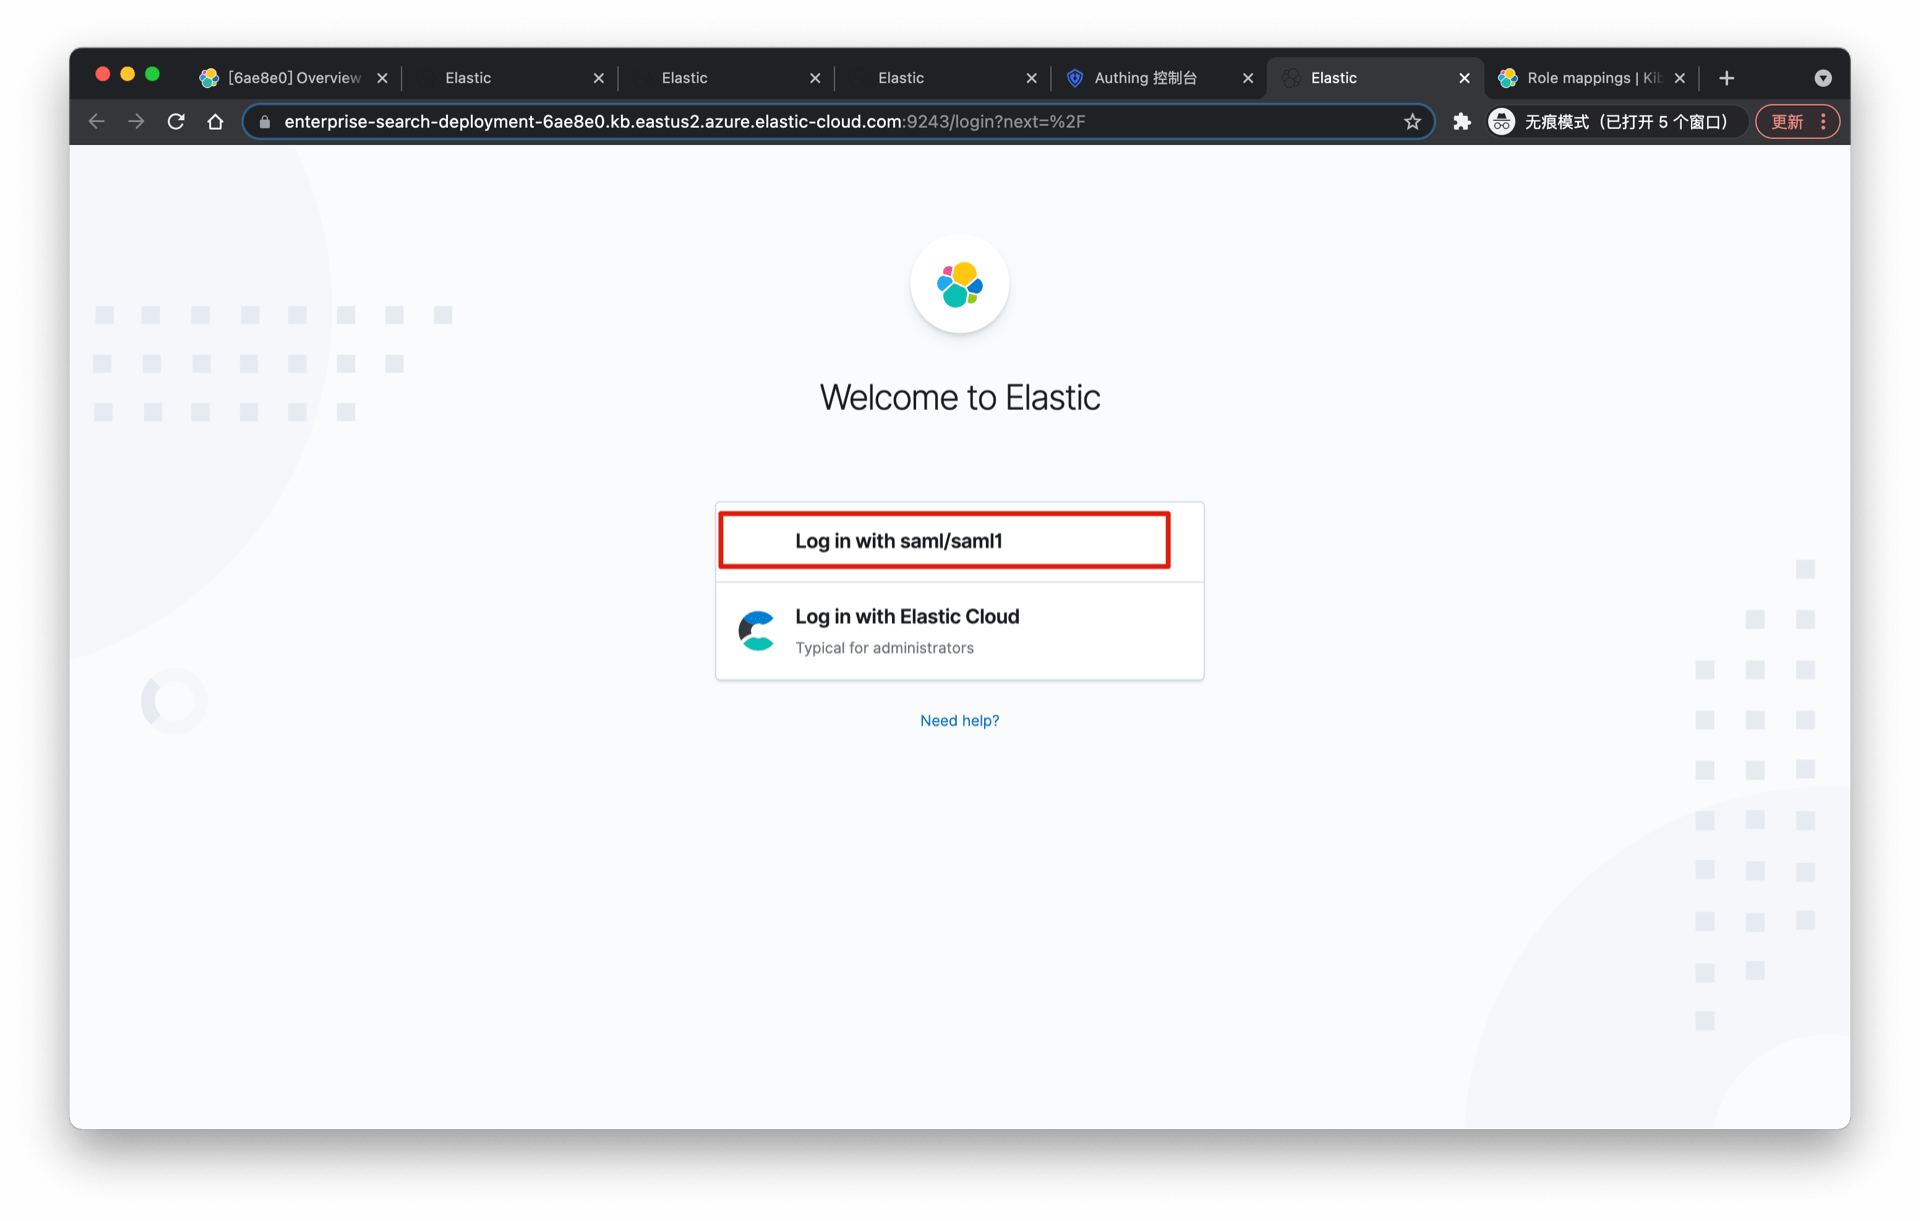 [6ae8e0] Overview
Elastic
Elastic
Elastic
Authing 控制台
Elastic
Role mappings | Kib
enterprise-search-deployment-6ae8e0.kb.eastus2.azure.elastic-cloud.com:9243/login?next=%2F
无痕模式（已打开 5 个窗口）
更新
Welcome to Elastic
Log in with saml/saml1
Log in with Elastic Cloud
Typical for administrators
Need help?